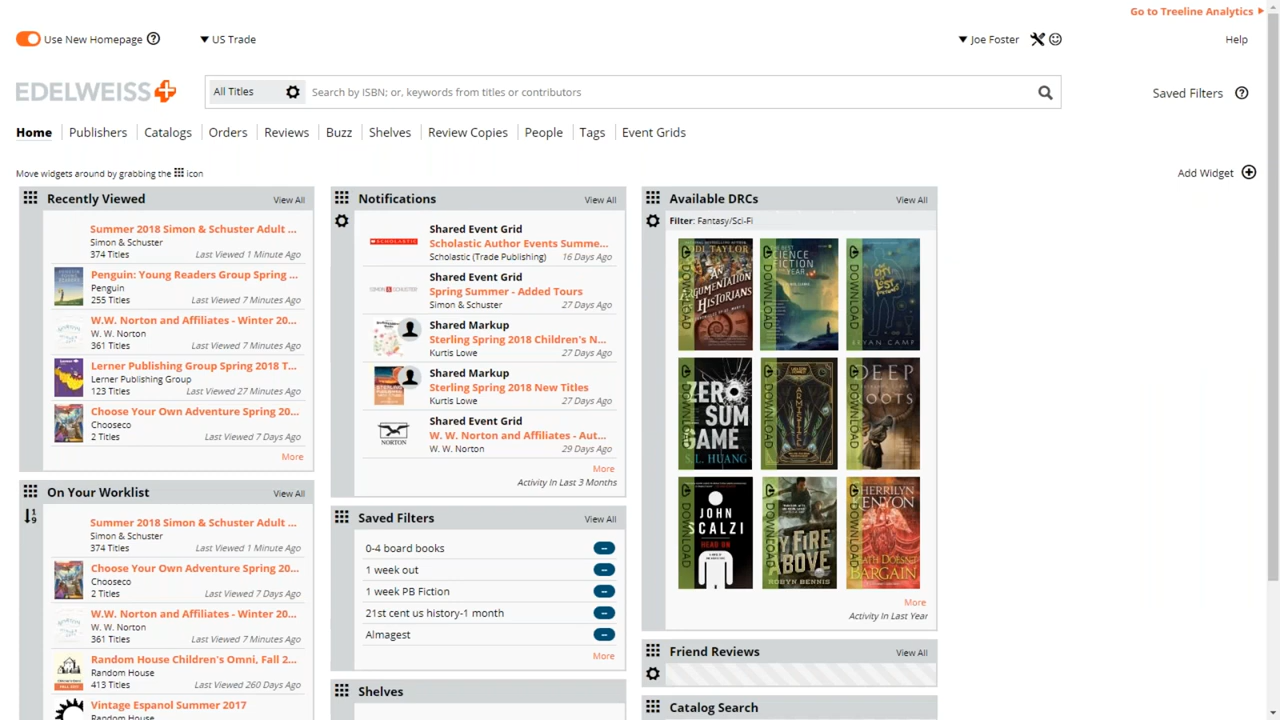 Go to Treeline Analytics
Use New Homepage
US Trade
Joe Foster
Help
EDELWEISS
All Titles
Search by ISBN; or, keywords from titles or contributors
Saved Filters
Home
Publishers
Catalogs
Orders
Reviews
Buzz
Shelves
Review Copies
People
Tags
Event Grids
Move widgets around by grabbing the icon
Add Widget
Recently Viewed
View All
Summer 2018 Simon & Schuster Adult ...
Simon & Schuster
374 Titles Last Viewed 1 Minute Ago
Penguin: Young Readers Group Spring ...
Penguin
255 Titles Last Viewed 7 Minutes Ago
W.W. Norton and Affiliates - Winter 20...
W. W. Norton
361 Titles Last Viewed 7 Minutes Ago
Lerner Publishing Group Spring 2018 T...
Lerner Publishing Group
123 Titles Last Viewed 27 Minutes Ago
Choose Your Own Adventure Spring 20...
Chooseco
2 Titles Last Viewed 7 Days Ago
More
On Your Worklist
View All
Summer 2018 Simon & Schuster Adult ...
Simon & Schuster
374 Titles Last Viewed 1 Minute Ago
Choose Your Own Adventure Spring 20...
Chooseco
2 Titles Last Viewed 7 Days Ago
W.W. Norton and Affiliates - Winter 20...
W. W. Norton
361 Titles Last Viewed 7 Minutes Ago
Random House Children's Omni, Fall 2...
Random House
413 Titles Last Viewed 260 Days Ago
Vintage Espanol Summer 2017
Random House
Notifications
View All
SCHOLASTIC
Shared Event Grid
Scholastic Author Events Summe...
Scholastic (Trade Publishing) 16 Days Ago
SIMON & SCHUSTER
Shared Event Grid
Spring Summer - Added Tours
Simon & Schuster 27 Days Ago
Shared Markup
Sterling Spring 2018 Children's N...
Kurtis Lowe 27 Days Ago
Shared Markup
Sterling Spring 2018 New Titles
Kurtis Lowe 27 Days Ago
NORTON
Shared Event Grid
W. W. Norton and Affiliates - Aut...
W. W. Norton 29 Days Ago
More
Activity In Last 3 Months
Saved Filters
View All
0-4 board books
1 week out
1 week PB Fiction
21st cent us history-1 month
Almagest
More
Shelves
Available DRCs
View All
Filter: Fantasy/Sci-Fi
DOWNLOAD
TAYLOR
AN
ARGUMENTATION
HISTORIANS
DOWNLOAD
SCIENCE
FICTION
YEAR
DOWNLOAD
CITY
LOST
BRYAN CAMP
DOWNLOAD
ZERO
SUM
GAME
S.L. HUANG
DOWNLOAD
DOWNLOAD
DEEP
ROOTS
DOWNLOAD
JOHN
SCALZI
HEAD ON
DOWNLOAD
FIRE
ABOVE
ROBYN BENNIS
DOWNLOAD
SHERRILYN
KENYON
DEATH DOESN'T
BARGAIN
More
Activity In Last Year
Friend Reviews
View All
Catalog Search